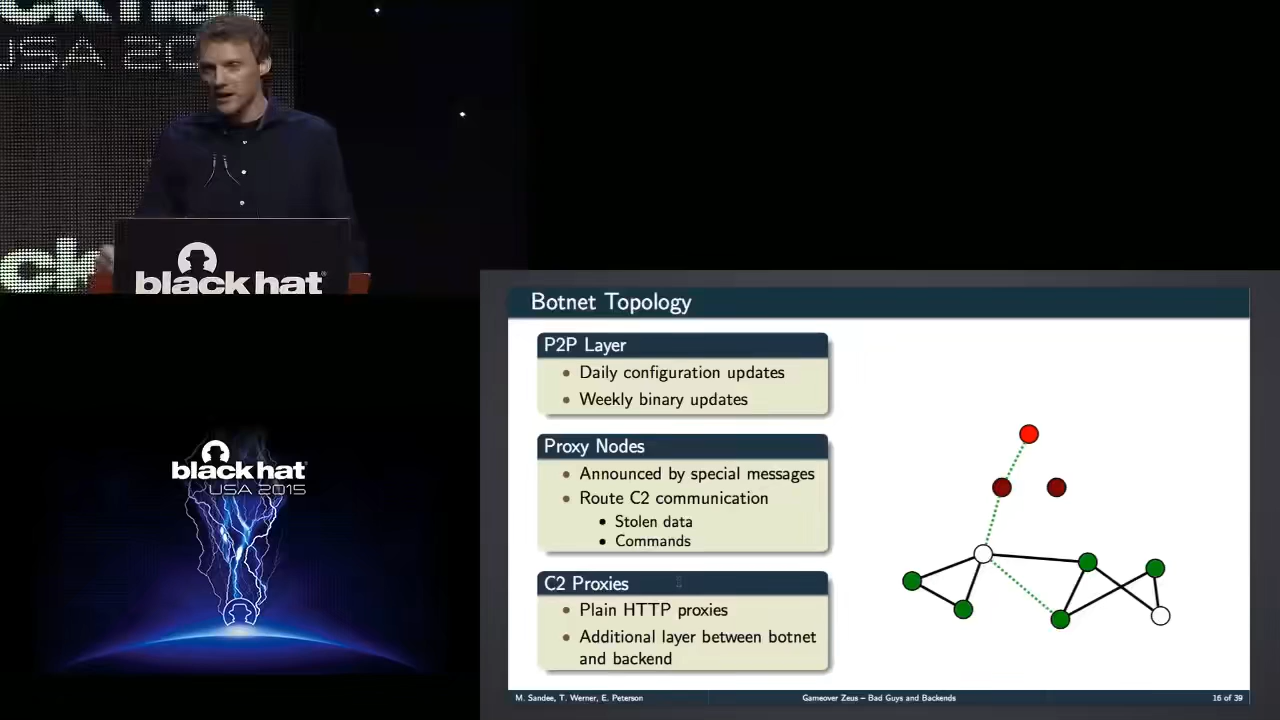 USA 20
black hat
Botnet Topology
P2P Layer
Daily configuration updates
Weekly binary updates
Proxy Nodes
Announced by special messages
Route C2 communication
Stolen data
Commands
C2 Proxies
Plain HTTP proxies
Additional layer between botnet
and backend
black hat
USA 2015
M. Sandee, T. Werner, E. Peterson
Gameover Zeus – Bad Guys and Backends
16 of 39